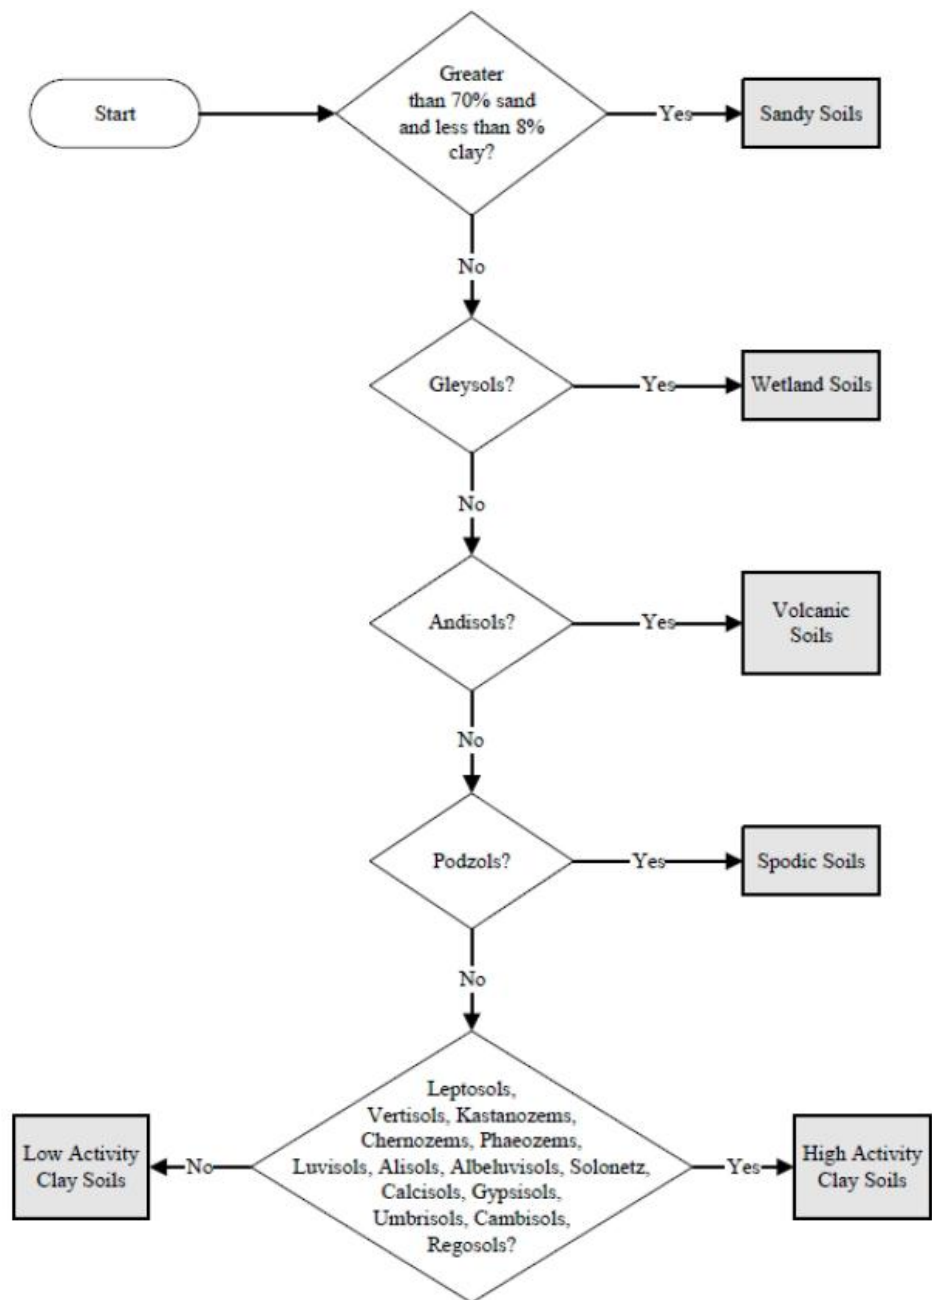 Start
Greater
than 70% sand
and less than 8%
clay?
Yes
Sandy Soils
No
Gleysols?
Yes
Wetland Soils
No
Andisols?
Yes
Volcanic
Soils
No
Podzols?
Yes
Spodic Soils
No
Leptosols,
Vertisols, Kastanozems,
Chernozems, Phaeozems,
Luvisols, Alisols, Albeluvisols, Solonetz,
Calcisols, Gypsisols,
Umbrisols, Cambisols,
Regosols?
No
Low Activity
Clay Soils
Yes
High Activity
Clay Soils